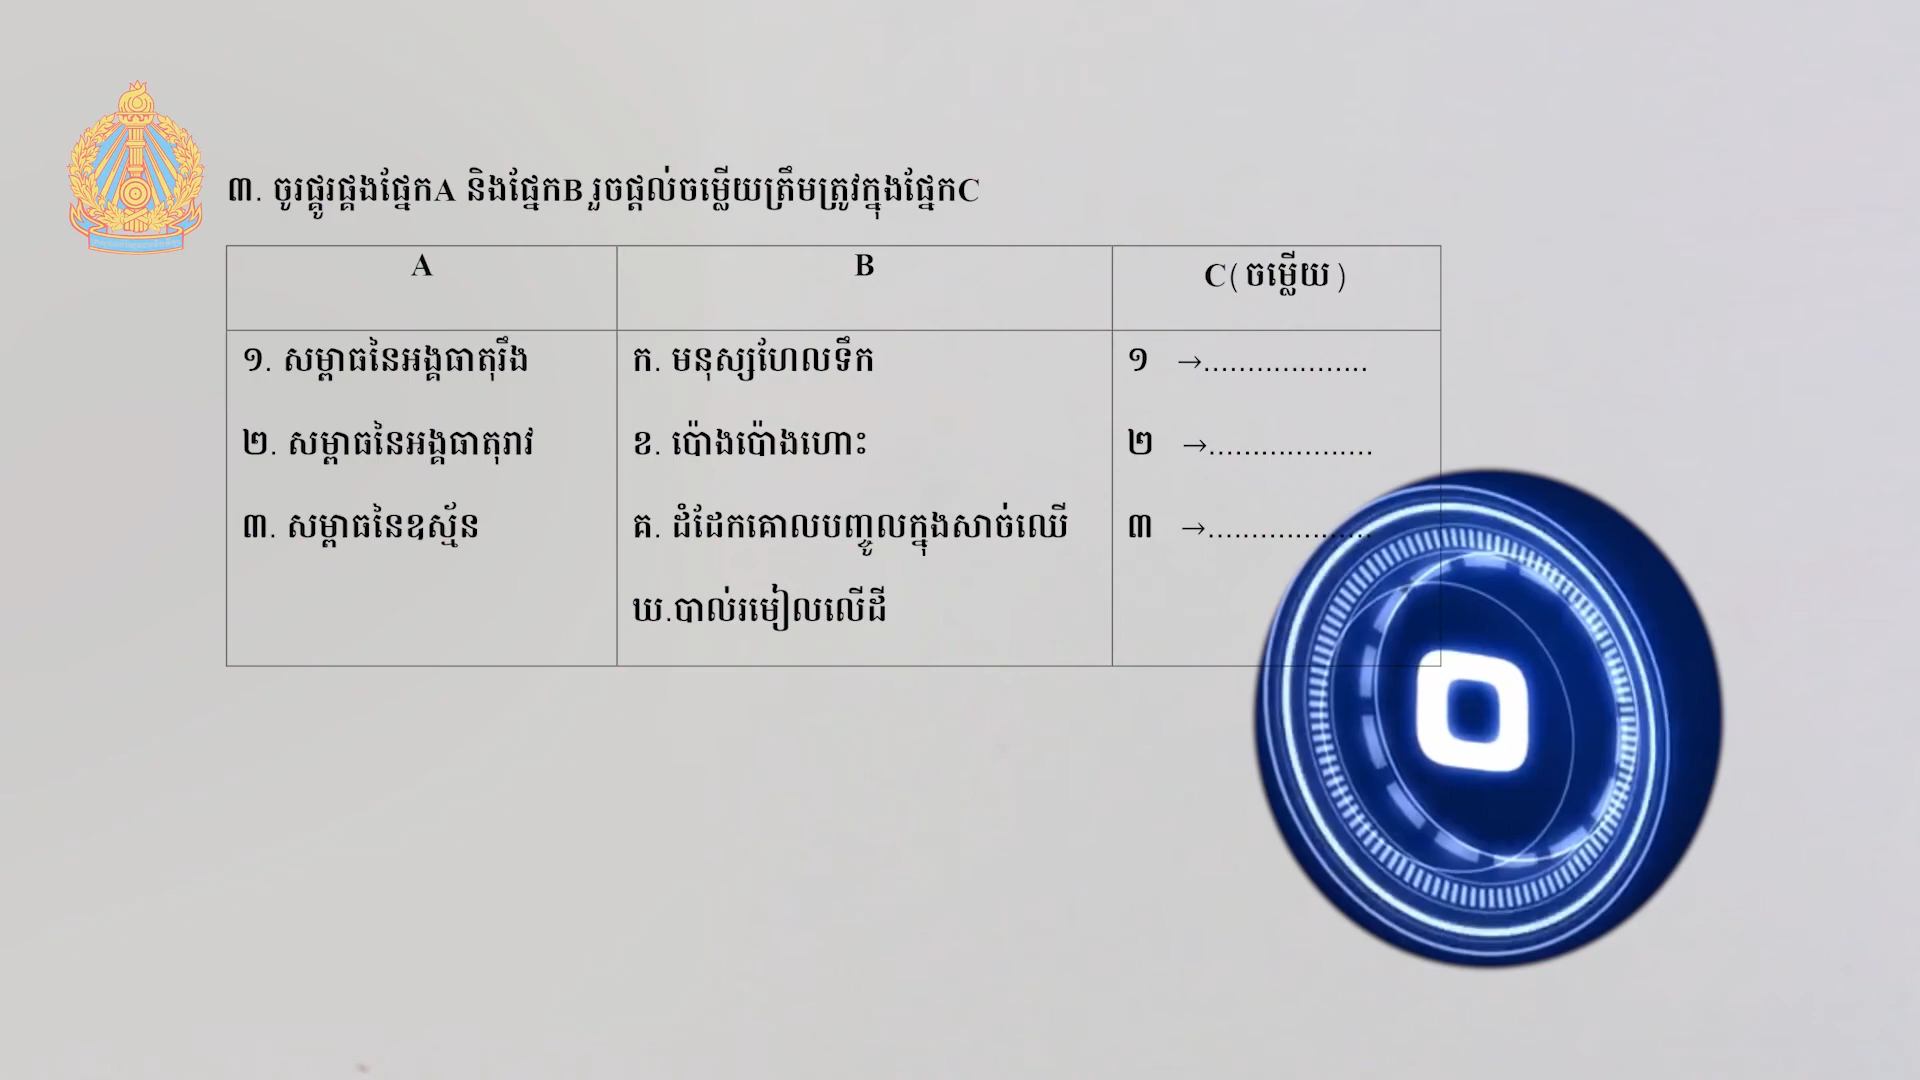 ៣. ចូរផ្គូរផ្គងផ្នែកA និងផ្នែកB រួចផ្តល់ចម្លើយត្រឹមត្រូវក្នុងផ្នែកC
A
B
C( ចម្លើយ )
១. សម្ពាធនៃអង្គធាតុរឹង
ក. មនុស្សហែលទឹក
១ →...................
២. សម្ពាធនៃអង្គធាតុរាវ
ខ. ប៉ោងប៉ោងហោះ
២ →...................
៣. សម្ពាធនៃឧស្ម័ន
គ. ដំដែកគោលបញ្ចូលក្នុងសាច់ឈើ
៣ →...................
ឃ.បាល់រមៀលលើដី